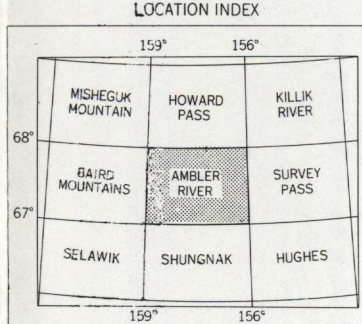 LOCATION INDEX
159° 156°
MISHEGUK MOUNTAIN
HOWARD PASS
KILLIK RIVER
68°
BAIRD MOUNTAINS
AMBLER RIVER
SURVEY PASS
67°
SELAWIK
SHUNGNAK
HUGHES
159° 156°